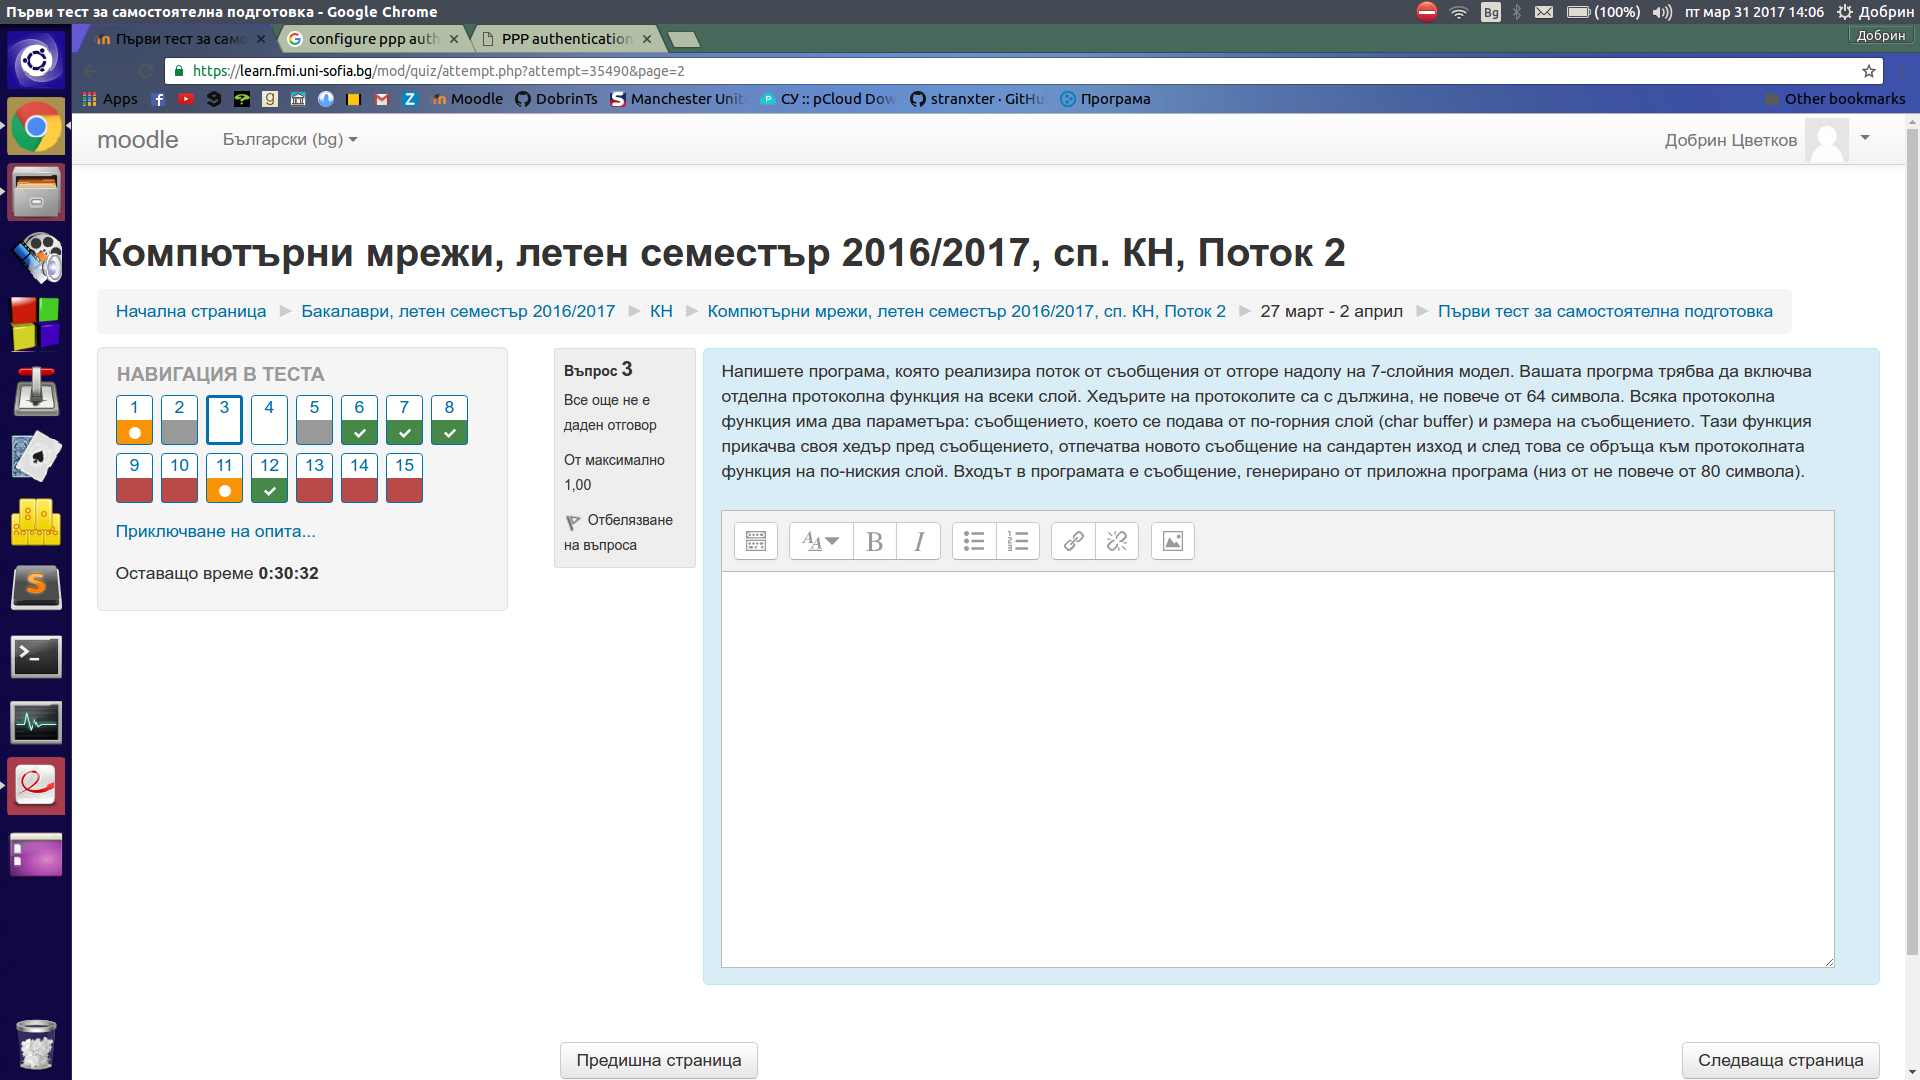 Първи тест за самостоятелна подготовка - Google Chrome
Bg
(100%)
пт мар 31 2017 14:06
Добрин
Първи тест за само
configure ppp auth
PPP authentication
Добрин
https://learn.fmi.uni-sofia.bg/mod/quiz/attempt.php?attempt=35490&page=2
Apps
Moodle
DobrinTs
Manchester Unit
СУ :: pCloud Dow
stranxter · GitHu
Програма
Other bookmarks
moodle
Български (bg)
Добрин Цветков
Компютърни мрежи, летен семестър 2016/2017, сп. КН, Поток 2
Начална страница
Бакалаври, летен семестър 2016/2017
КН
Компютърни мрежи, летен семестър 2016/2017, сп. КН, Поток 2
27 март - 2 април
Първи тест за самостоятелна подготовка
НАВИГАЦИЯ В ТЕСТА
1 2 3 4 5 6 7 8
9 10 11 12 13 14 15
Приключване на опита...
Оставащо време 0:30:32
Въпрос 3
Все още не е
даден отговор
От максимално
1,00
Отбелязване
на въпроса
Напишете програма, която реализира поток от съобщения от отгоре надолу на 7-слойния модел. Вашата прогрма трябва да включва
отделна протоколна функция на всеки слой. Хедърите на протоколите са с дължина, не повече от 64 символа. Всяка протоколна
функция има два параметъра: съобщението, което се подава от по-горния слой (char buffer) и рзмера на съобщението. Тази функция
прикачва своя хедър пред съобщението, отпечатва новото съобщение на сандартен изход и след това се обръща към протоколната
функция на по-ниския слой. Входът в програмата е съобщение, генерирано от приложна програма (низ от не повече от 80 символа).
Предишна страница
Следваща страница